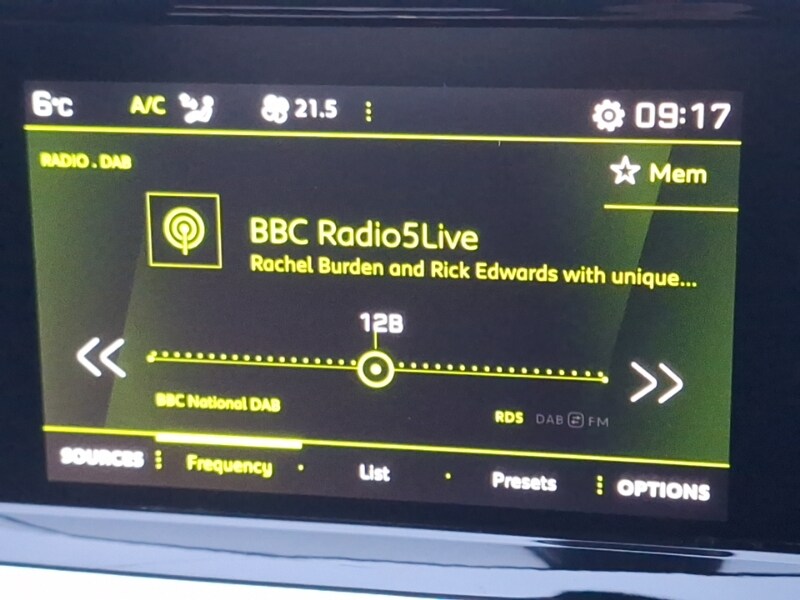 6°C A/C 21.5 09:17
RADIO . DAB
Mem
BBC Radio5Live
Rachel Burden and Rick Edwards with unique...
12B
BBC National DAB
RDS DAB FM
SOURCES Frequency List Presets OPTIONS